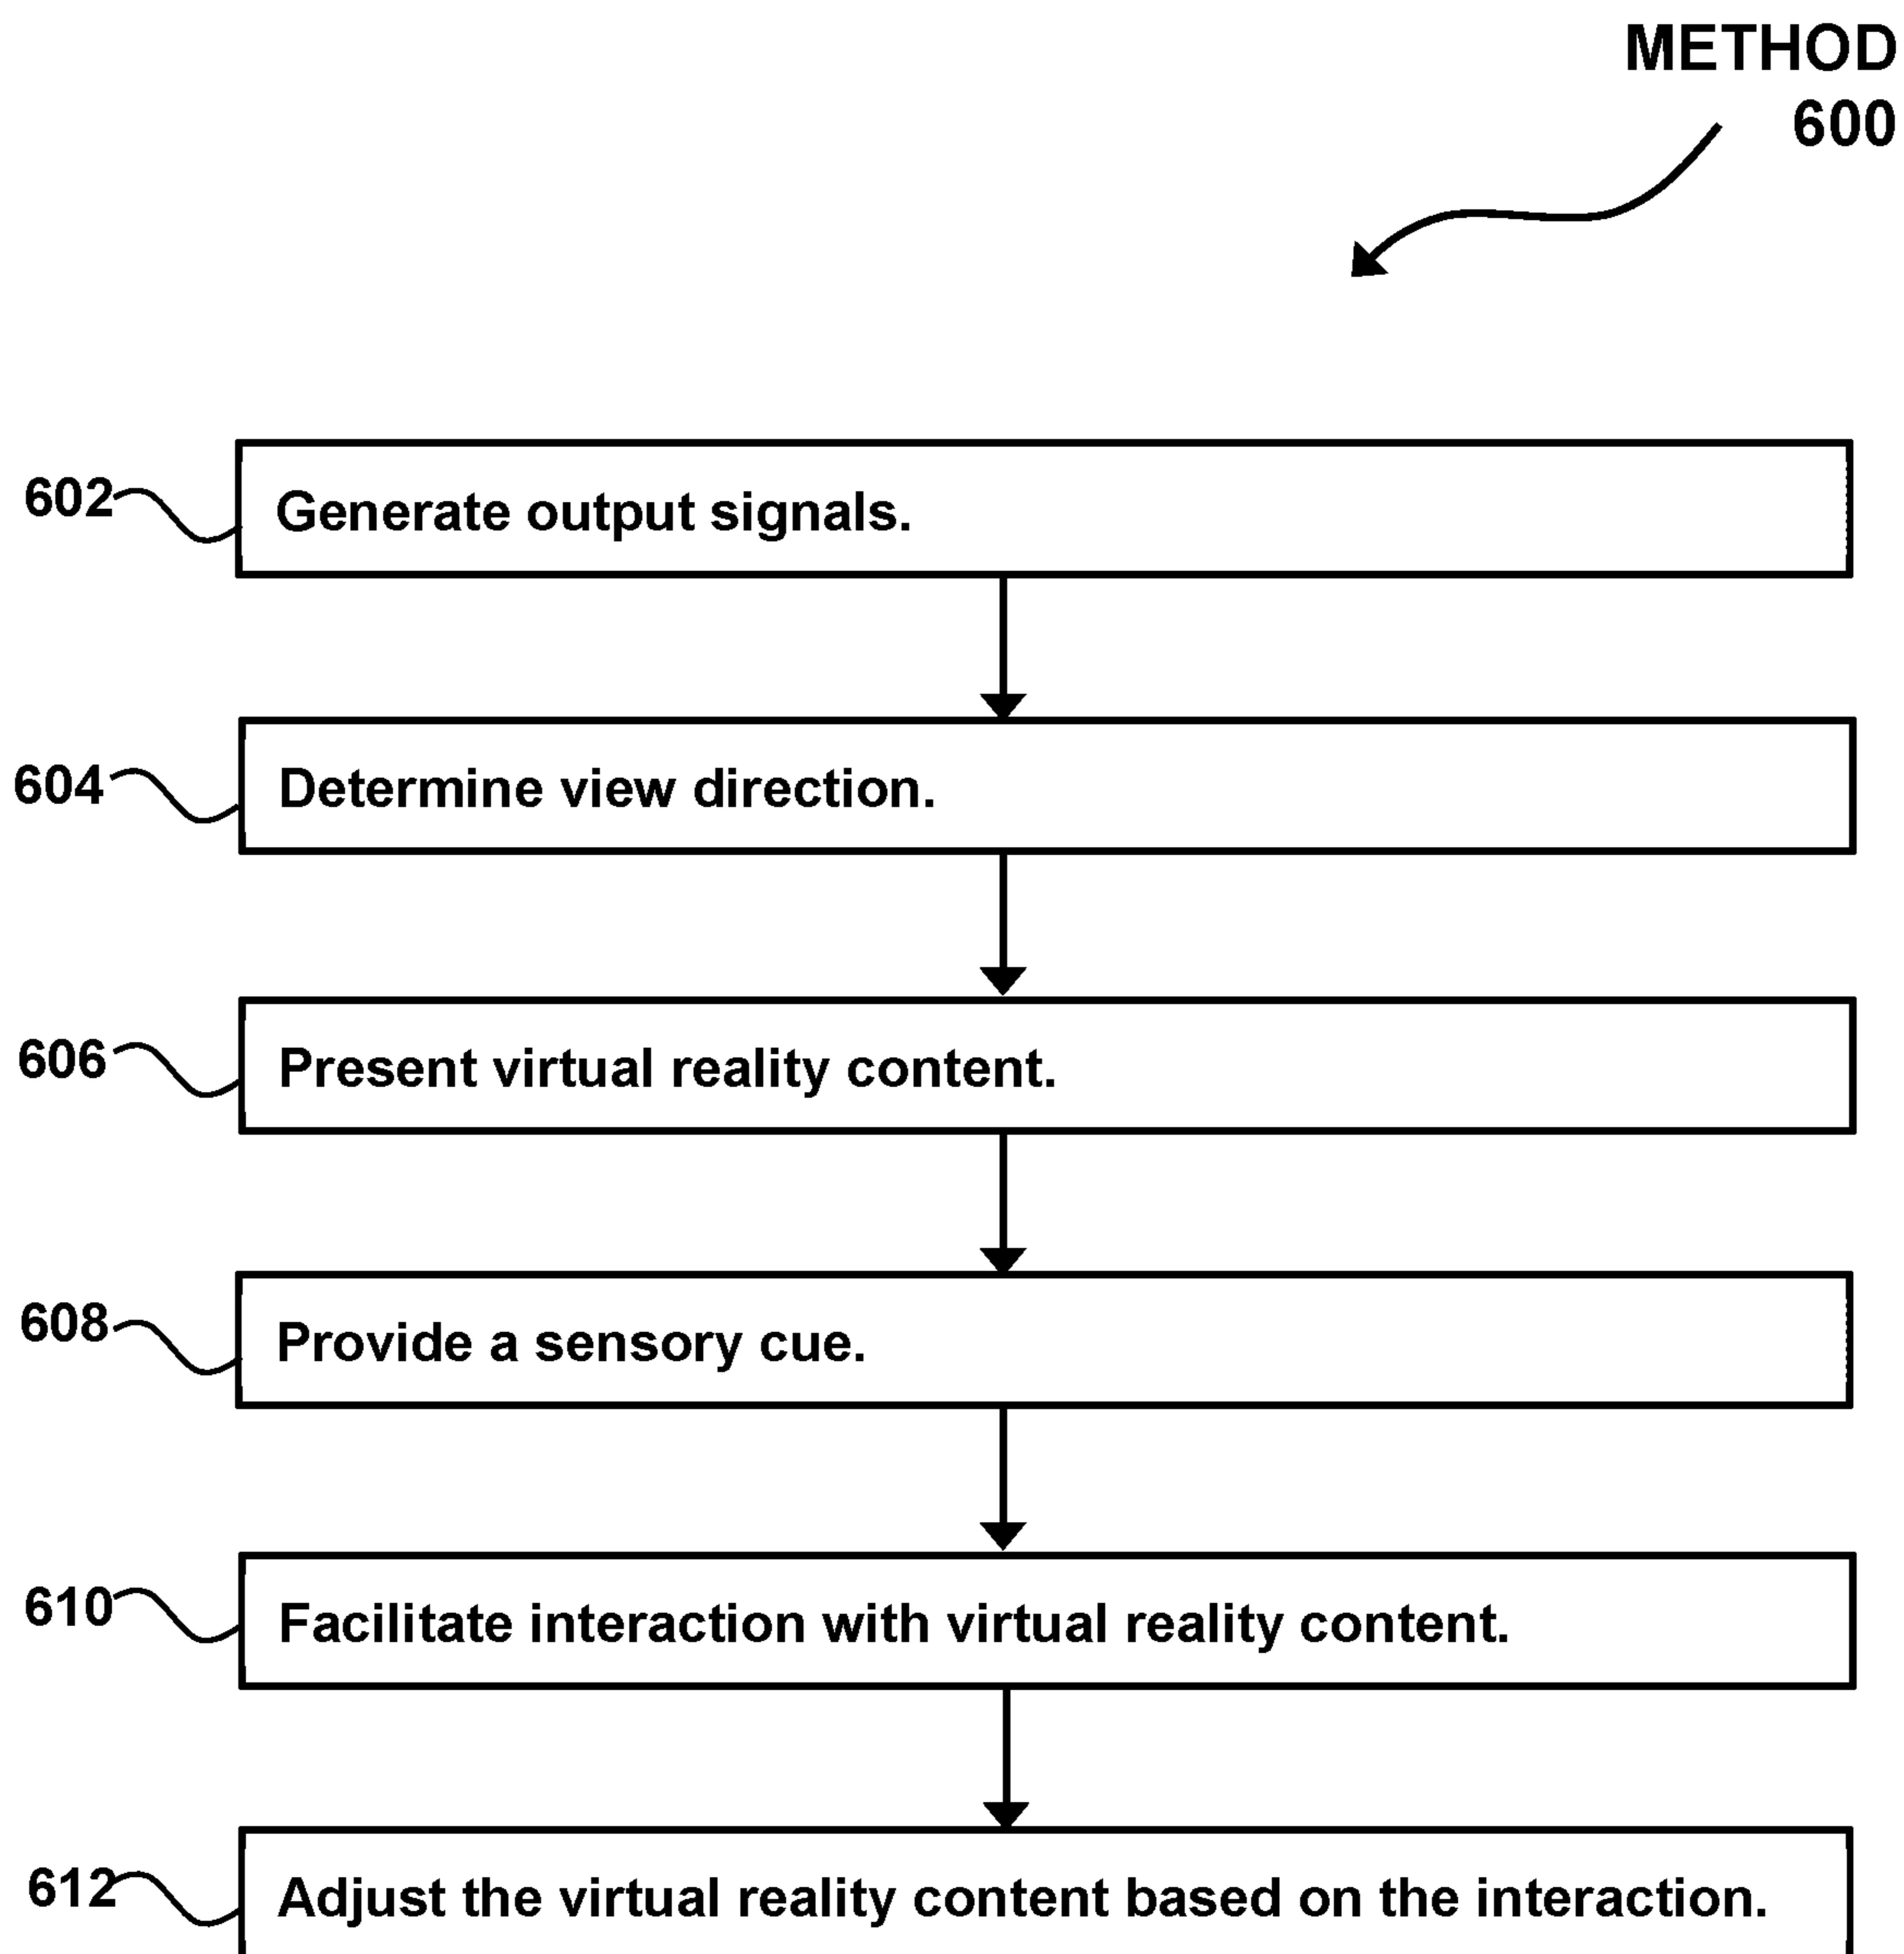 METHOD
600
602
Generate output signals.
604
Determine view direction.
606
Present virtual reality content.
608
Provide a sensory cue.
610
Facilitate interaction with virtual reality content.
612
Adjust the virtual reality content based on the interaction.